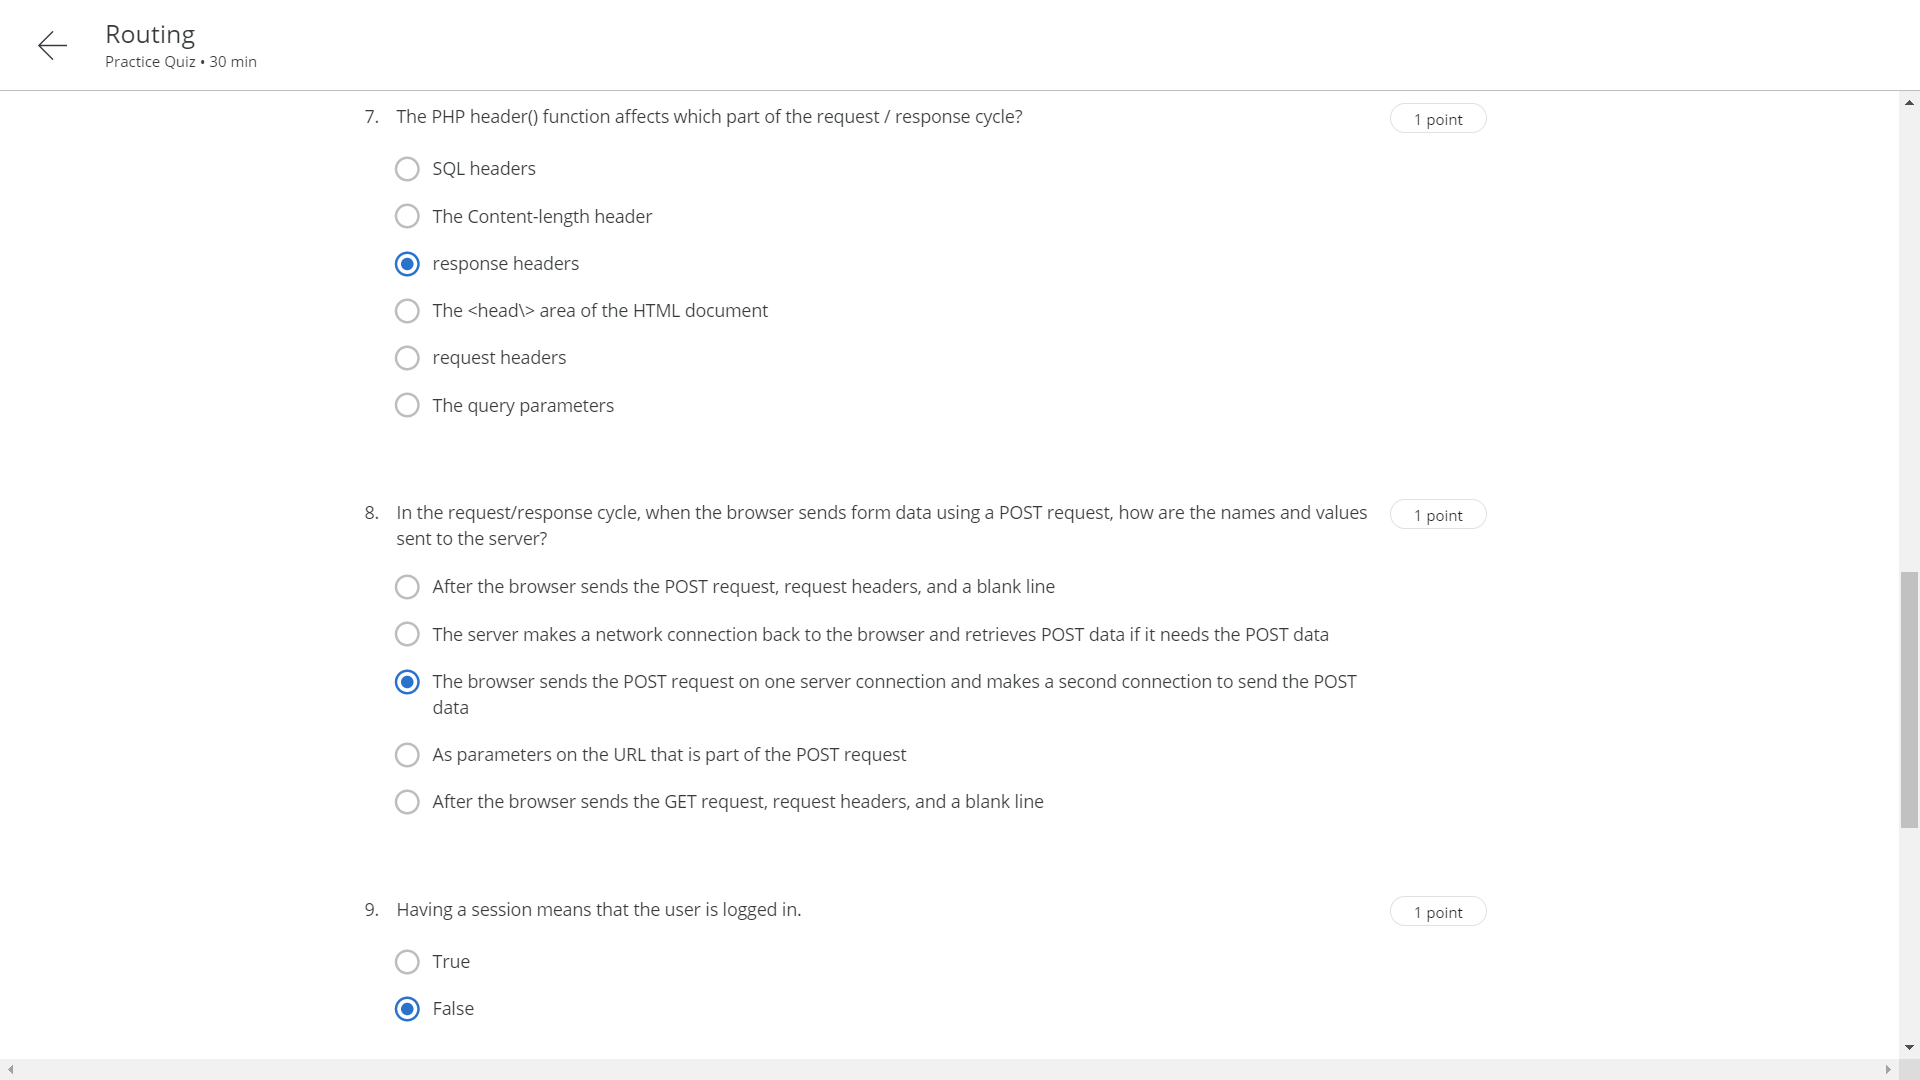 Routing
Practice Quiz • 30 min
7. The PHP header() function affects which part of the request / response cycle?
1 point
SQL headers
The Content-length header
response headers
The <head\> area of the HTML document
request headers
The query parameters
8. In the request/response cycle, when the browser sends form data using a POST request, how are the names and values
sent to the server?
1 point
After the browser sends the POST request, request headers, and a blank line
The server makes a network connection back to the browser and retrieves POST data if it needs the POST data
The browser sends the POST request on one server connection and makes a second connection to send the POST
data
As parameters on the URL that is part of the POST request
After the browser sends the GET request, request headers, and a blank line
9. Having a session means that the user is logged in.
1 point
True
False